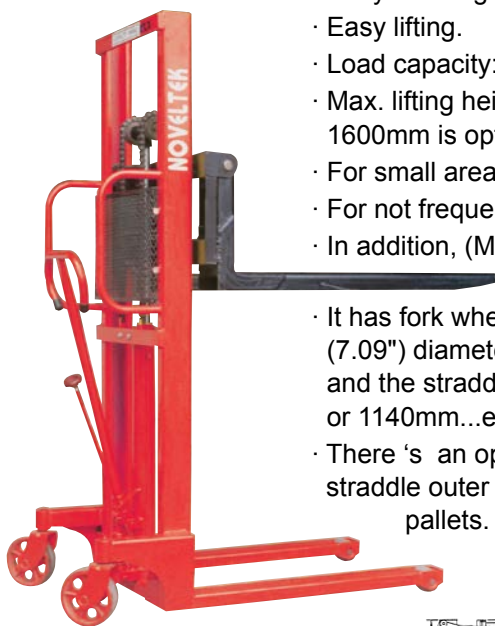 NOVELTEK
· Easy lifting.
· Load capacity:
· Max. lifting hei
1600mm is op
· For small area
· For not freque
· In addition, (M
· It has fork whe
(7.09") diamete
and the stradd
or 1140mm...e
· There 's an op
straddle outer
pallets.